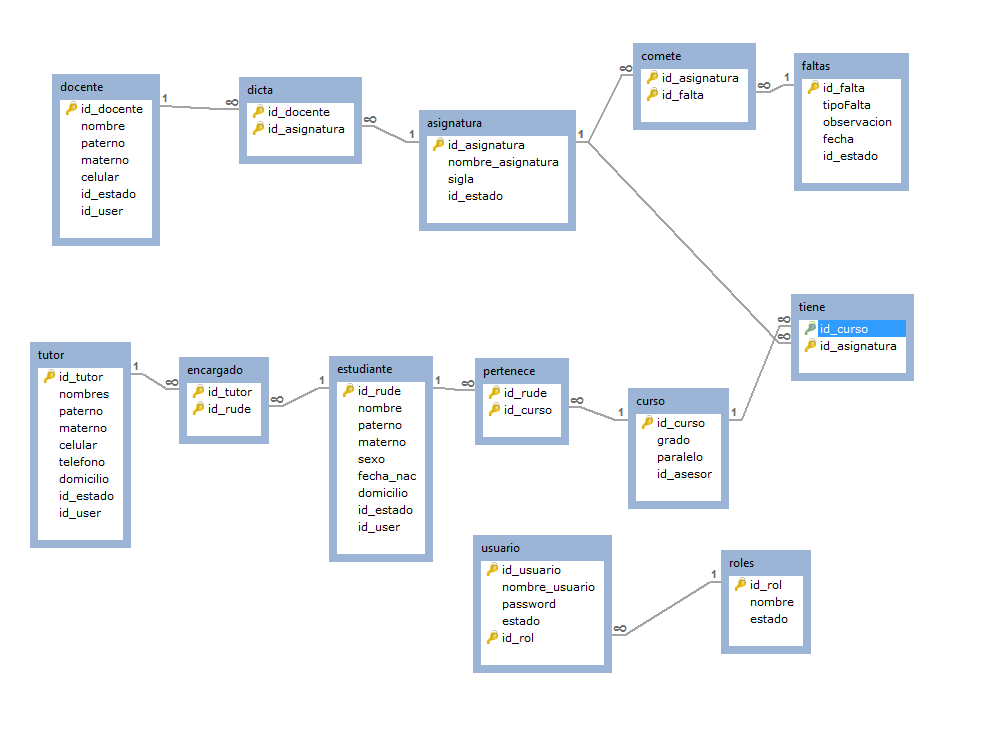 docente
id_docente
nombre
paterno
materno
celular
id_estado
id_user
1
∞
dicta
id_docente
id_asignatura
∞
1
asignatura
id_asignatura
nombre_asignatura
sigla
id_estado
1
∞
comete
id_asignatura
id_falta
∞
1
faltas
id_falta
tipoFalta
observacion
fecha
id_estado
tiene
id_curso
id_asignatura
∞
∞
tutor
id_tutor
nombres
paterno
materno
celular
telefono
domicilio
id_estado
id_user
1
∞
encargado
id_tutor
id_rude
∞
1
estudiante
id_rude
nombre
paterno
materno
sexo
fecha_nac
domicilio
id_estado
id_user
1
∞
pertenece
id_rude
id_curso
∞
1
curso
id_curso
grado
paralelo
id_asesor
1
usuario
id_usuario
nombre_usuario
password
estado
id_rol
∞
1
roles
id_rol
nombre
estado